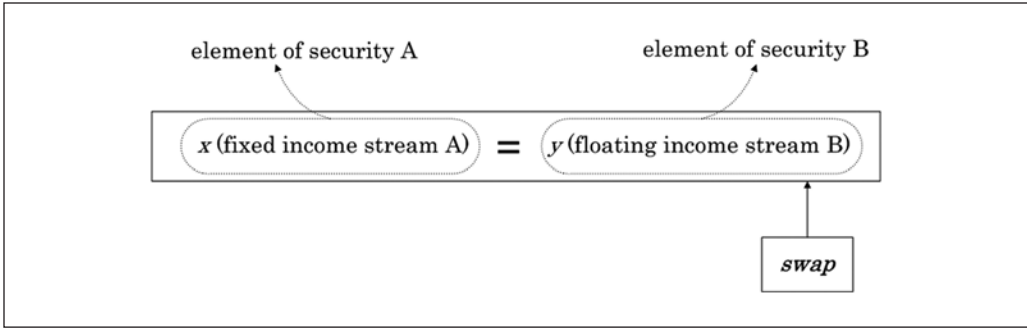 element of security A
element of security B
x (fixed income stream A) = y (floating income stream B)
swap